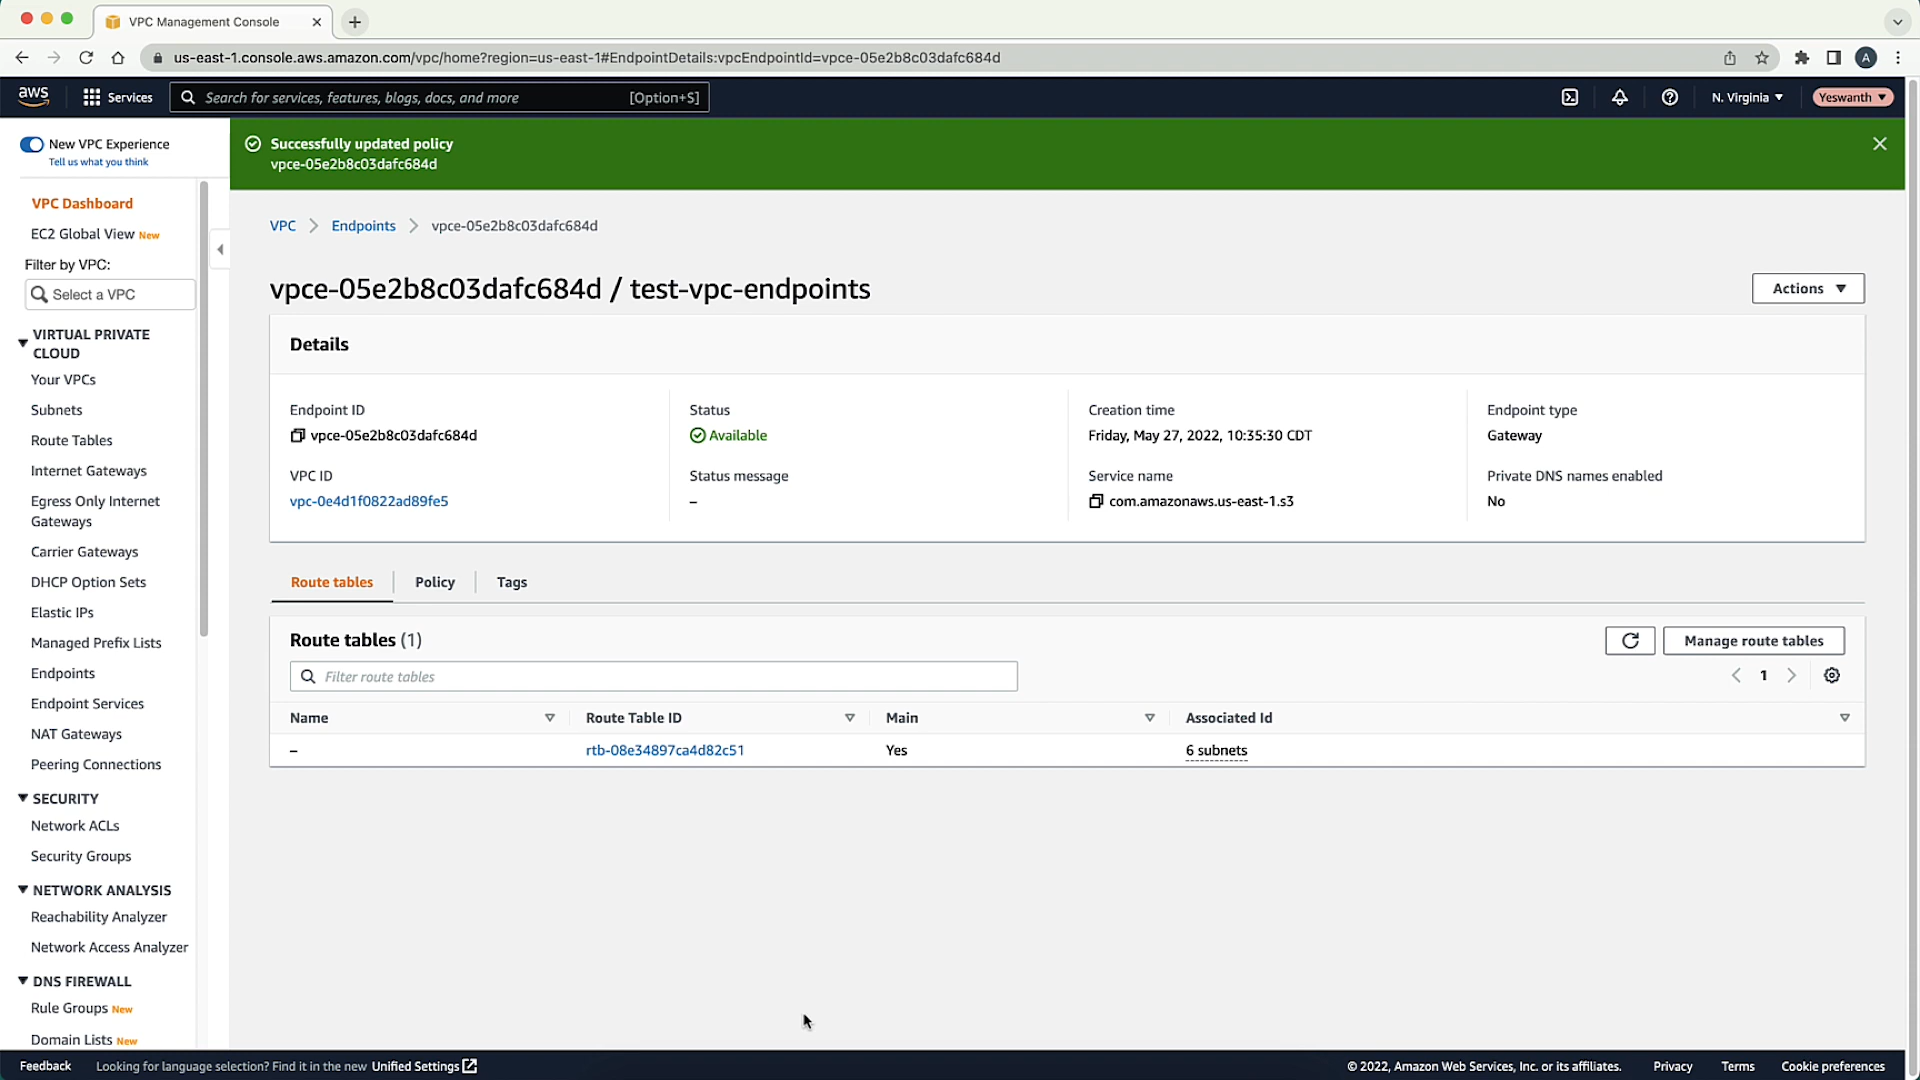 VPC Management Console
us-east-1.console.aws.amazon.com/vpc/home?region=us-east-1#EndpointDetails:vpcEndpointId=vpce-05e2b8c03dafc684d
A
aws
Services
Search for services, features, blogs, docs, and more
[Option+S]
N. Virginia
Yeswanth
New VPC Experience
Tell us what you think
VPC Dashboard
EC2 Global View New
Filter by VPC:
Select a VPC
VIRTUAL PRIVATE
CLOUD
Your VPCs
Subnets
Route Tables
Internet Gateways
Egress Only Internet
Gateways
Carrier Gateways
DHCP Option Sets
Elastic IPs
Managed Prefix Lists
Endpoints
Endpoint Services
NAT Gateways
Peering Connections
SECURITY
Network ACLs
Security Groups
NETWORK ANALYSIS
Reachability Analyzer
Network Access Analyzer
DNS FIREWALL
Rule Groups New
Domain Lists New
Successfully updated policy
vpce-05e2b8c03dafc684d
VPC > Endpoints > vpce-05e2b8c03dafc684d
vpce-05e2b8c03dafc684d / test-vpc-endpoints
Actions
Details
Endpoint ID
vpce-05e2b8c03dafc684d
VPC ID
vpc-0e4d1f0822ad89fe5
Status
Available
Status message
–
Creation time
Friday, May 27, 2022, 10:35:30 CDT
Service name
com.amazonaws.us-east-1.s3
Endpoint type
Gateway
Private DNS names enabled
No
Route tables
Policy
Tags
Route tables (1)
Manage route tables
Filter route tables
1
Name
Route Table ID
Main
Associated Id
–
rtb-08e34897ca4d82c51
Yes
6 subnets
Feedback
Looking for language selection? Find it in the new Unified Settings
© 2022, Amazon Web Services, Inc. or its affiliates.
Privacy
Terms
Cookie preferences